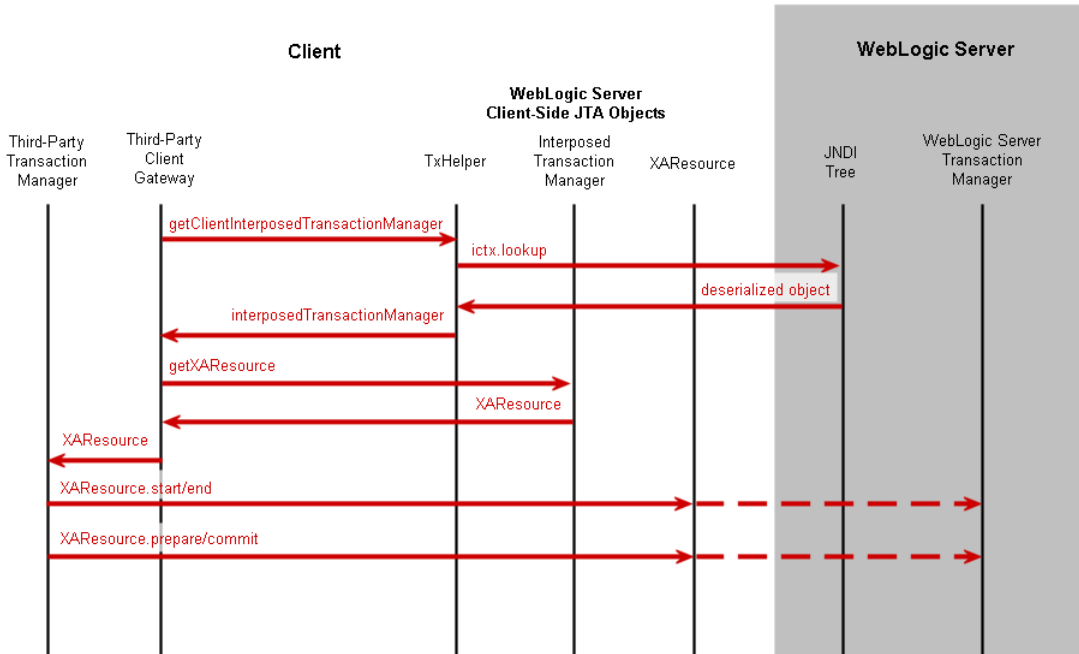 Client
WebLogic Server
WebLogic Server
Client-Side JTA Objects
Third-Party
Transaction
Manager
Third-Party
Client
Gateway
TxHelper
Interposed
Transaction
Manager
XAResource
JNDI
Tree
WebLogic Server
Transaction
Manager
getClientInterposedTransactionManager
ictx.lookup
deserialized object
interposedTransactionManager
getXAResource
XAResource
XAResource
XAResource.start/end
XAResource.prepare/commit